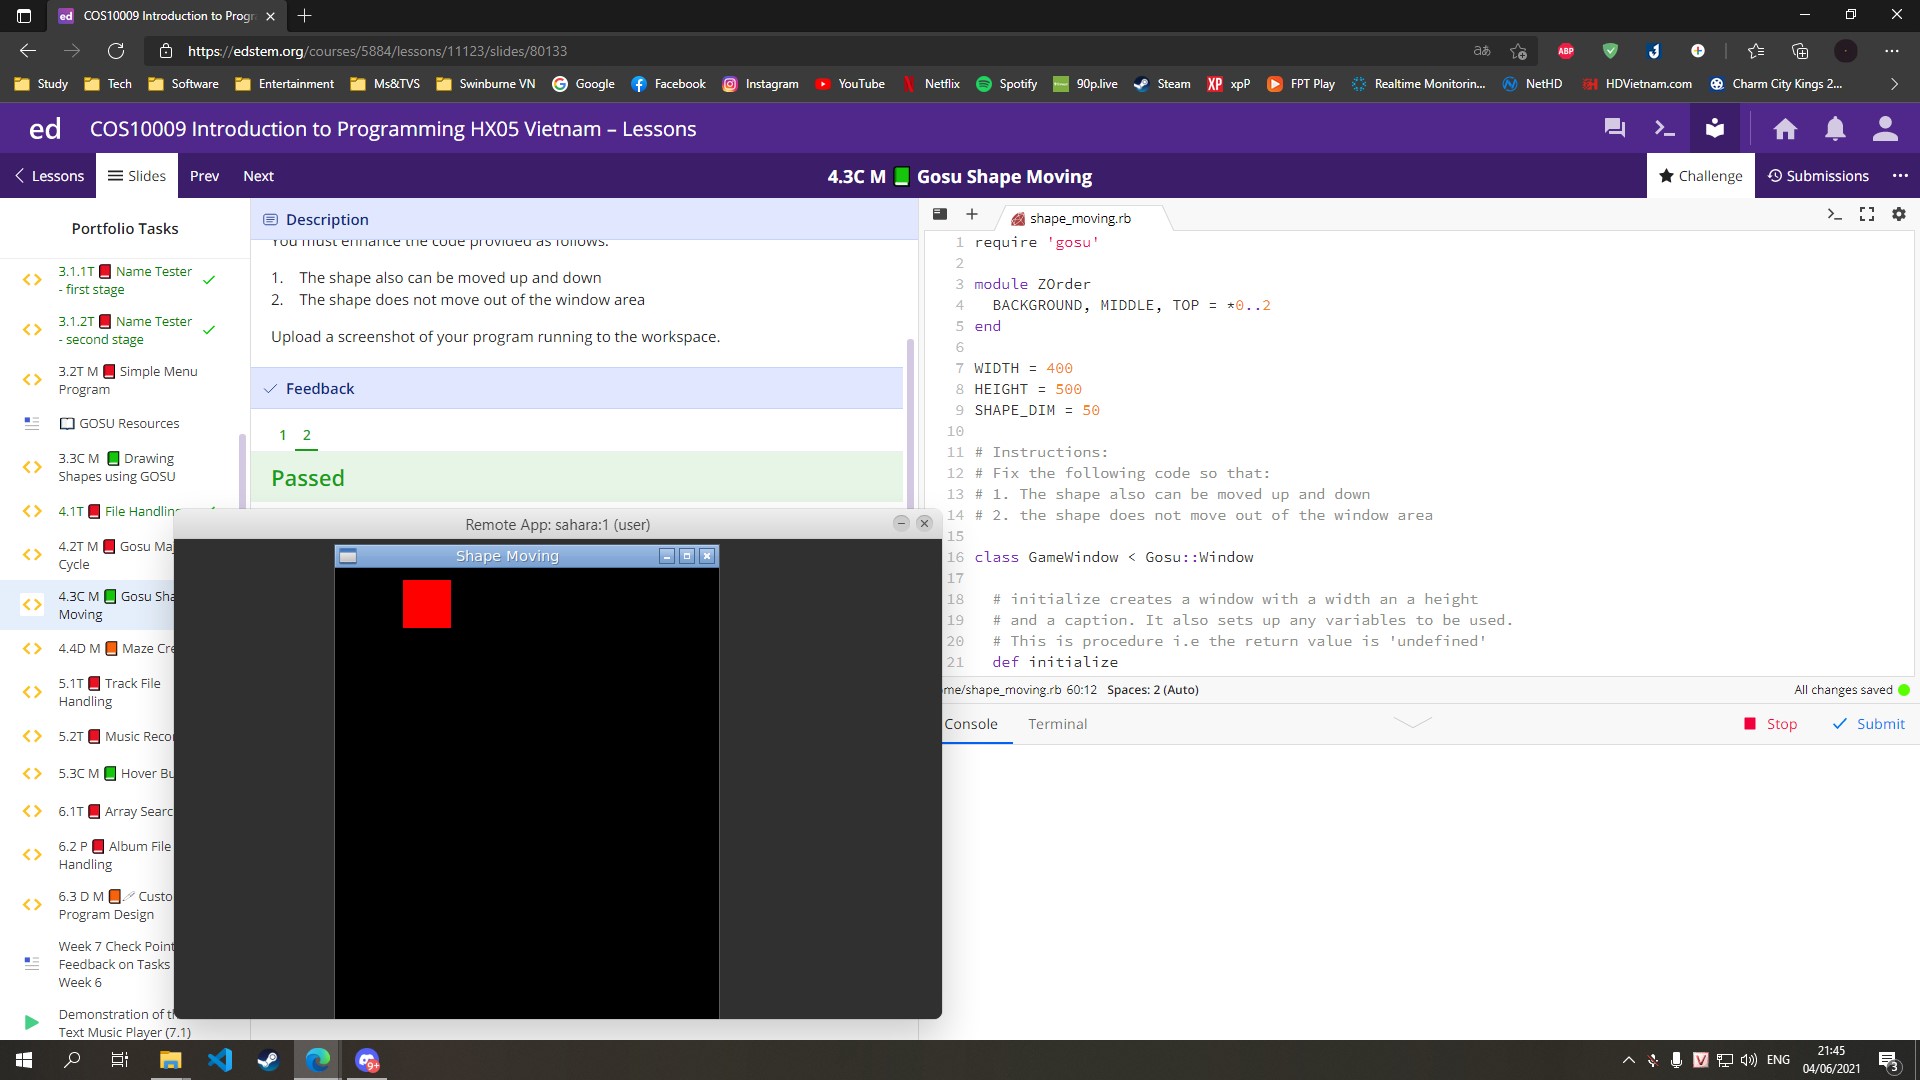 COS10009 Introduction to Progr
https://edstem.org/courses/5884/lessons/11123/slides/80133
Study
Tech
Software
Entertainment
Ms&TVS
Swinburne VN
Google
Facebook
Instagram
YouTube
Netflix
Spotify
90p.live
Steam
xpP
FPT Play
Realtime Monitorin...
NetHD
HDVietnam.com
Charm City Kings 2...
ed COS10009 Introduction to Programming HX05 Vietnam – Lessons
Lessons
Slides
Prev
Next
4.3C M Gosu Shape Moving
Challenge
Submissions
Portfolio Tasks
3.1.1T Name Tester
- first stage
3.1.2T Name Tester
- second stage
3.2T M Simple Menu
Program
GOSU Resources
3.3C M Drawing
Shapes using GOSU
4.1T File Handling
4.2T M Gosu Ma
Cycle
4.3C M Gosu Sha
Moving
4.4D M Maze Cre
5.1T Track File
Handling
5.2T Music Reco
5.3C M Hover Bu
6.1T Array Searc
6.2 P Album File
Handling
6.3 D M Custo
Program Design
Week 7 Check Point
Feedback on Tasks
Week 6
Demonstration of th
Text Music Player (7.1)
Description
You must enhance the code provided as follows:
1. The shape also can be moved up and down
2. The shape does not move out of the window area
Upload a screenshot of your program running to the workspace.
Feedback
1 2
Passed
Remote App: sahara:1 (user)
Shape Moving
shape_moving.rb
1 require 'gosu'
2
3 module ZOrder
4 BACKGROUND, MIDDLE, TOP = *0..2
5 end
6
7 WIDTH = 400
8 HEIGHT = 500
9 SHAPE_DIM = 50
10
11 # Instructions:
12 # Fix the following code so that:
13 # 1. The shape also can be moved up and down
14 # 2. the shape does not move out of the window area
15
16 class GameWindow < Gosu::Window
17
18 # initialize creates a window with a width an a height
19 # and a caption. It also sets up any variables to be used.
20 # This is procedure i.e the return value is 'undefined'
21 def initialize
me/shape_moving.rb 60:12 Spaces: 2 (Auto)
All changes saved
Console
Terminal
Stop
Submit
ENG
21:45
04/06/2021
3